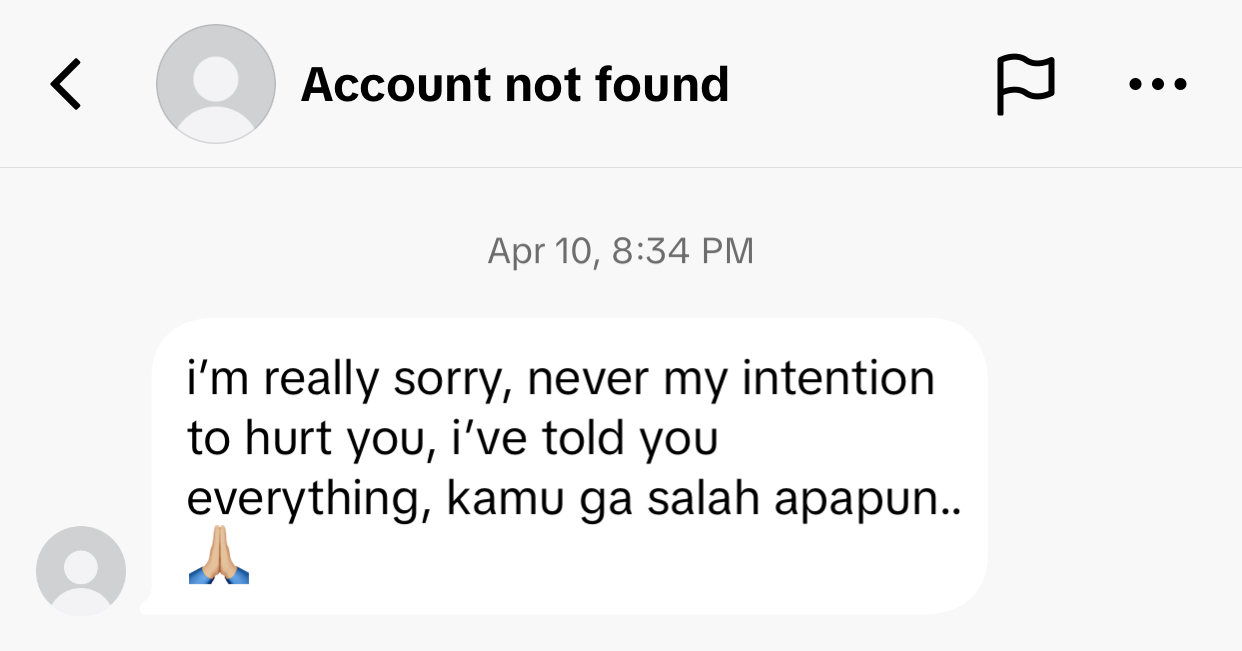 Account not found
Apr 10, 8:34 PM
i’m really sorry, never my intention
to hurt you, i’ve told you
everything, kamu ga salah apapun..
🙏🏼